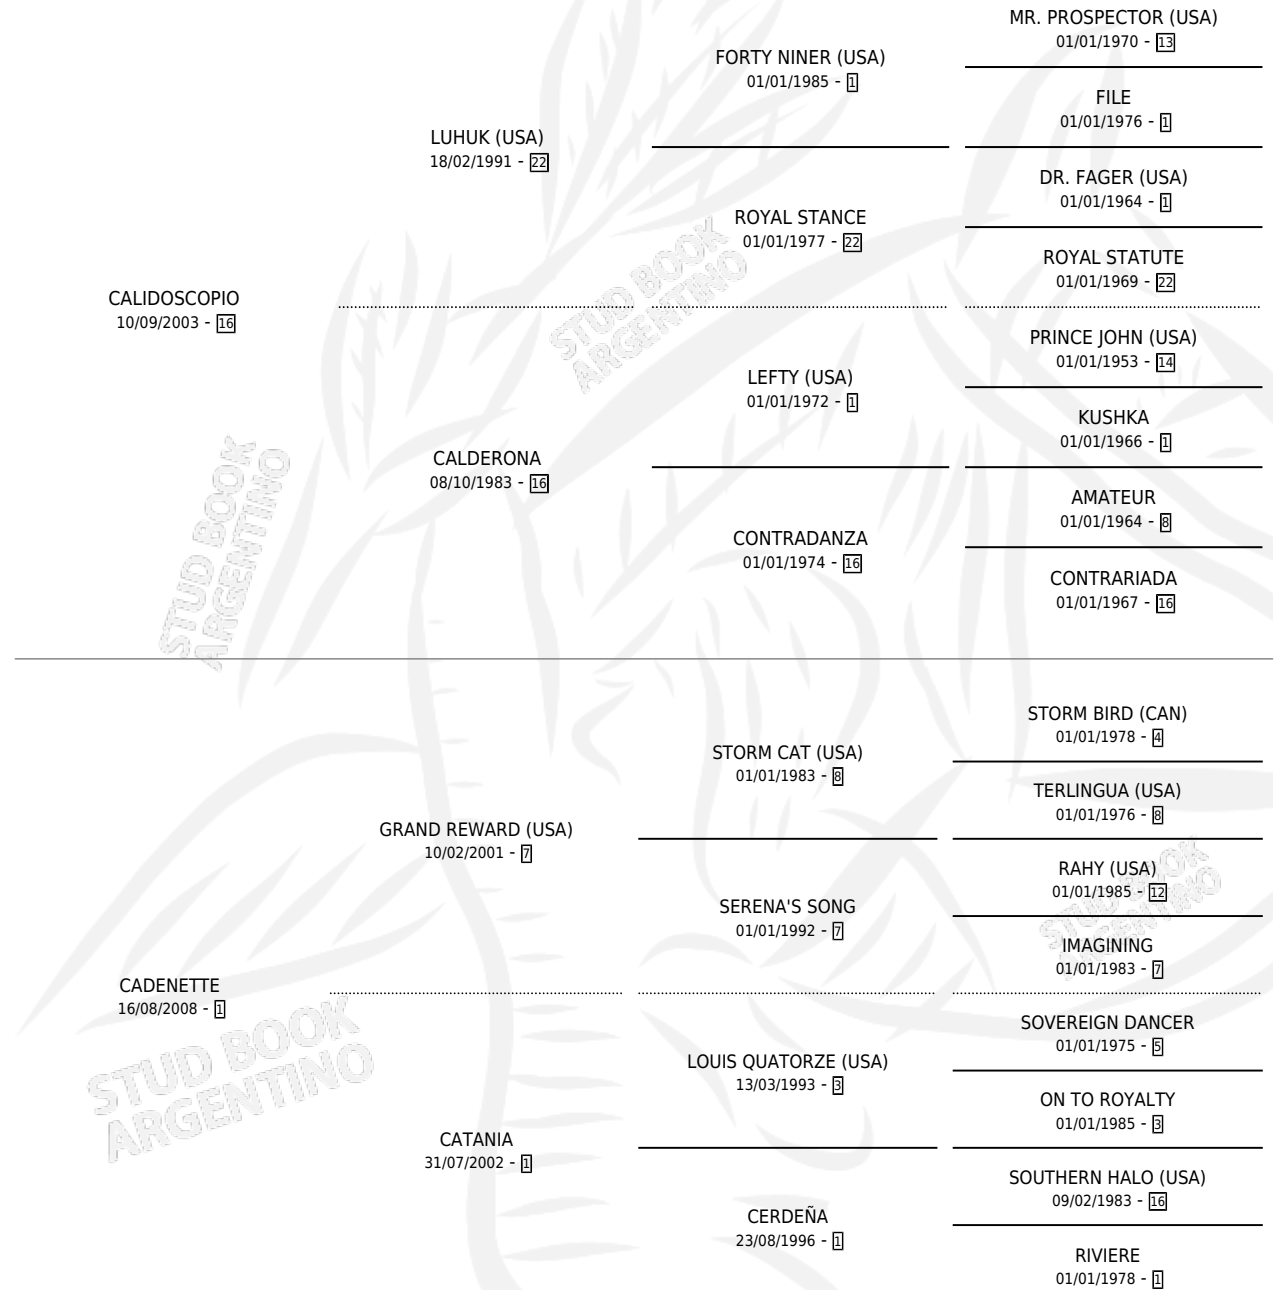 MR. PROSPECTOR (USA)
01/01/1970 - 13
FORTY NINER (USA)
01/01/1985 - 1
FILE
01/01/1976 - 1
LUHUK (USA)
18/02/1991 - 22
DR. FAGER (USA)
01/01/1964 - 1
ROYAL STANCE
01/01/1977 - 22
ROYAL STATUTE
01/01/1969 - 22
CALIDOSCOPIO
10/09/2003 - 16
PRINCE JOHN (USA)
01/01/1953 - 14
LEFTY (USA)
01/01/1972 - 1
KUSHKA
01/01/1966 - 1
CALDERONA
08/10/1983 - 16
AMATEUR
01/01/1964 - 8
CONTRADANZA
01/01/1974 - 16
CONTRARIADA
01/01/1967 - 16
STORM BIRD (CAN)
01/01/1978 - 4
STORM CAT (USA)
01/01/1983 - 8
TERLINGUA (USA)
01/01/1976 - 8
GRAND REWARD (USA)
10/02/2001 - 7
RAHY (USA)
01/01/1985 - 12
SERENA'S SONG
01/01/1992 - 7
IMAGINING
01/01/1983 - 7
CADENETTE
16/08/2008 - 1
SOVEREIGN DANCER
01/01/1975 - 5
LOUIS QUATORZE (USA)
13/03/1993 - 3
ON TO ROYALTY
01/01/1985 - 3
CATANIA
31/07/2002 - 1
SOUTHERN HALO (USA)
09/02/1983 - 16
CERDEÑA
23/08/1996 - 1
RIVIERE
01/01/1978 - 1
STUD BOOK
ARGENTINO
STUD BOOK
ARGENTINO
STUD BOOK
ARGENTINO
STUD BOOK
ARGENTINO